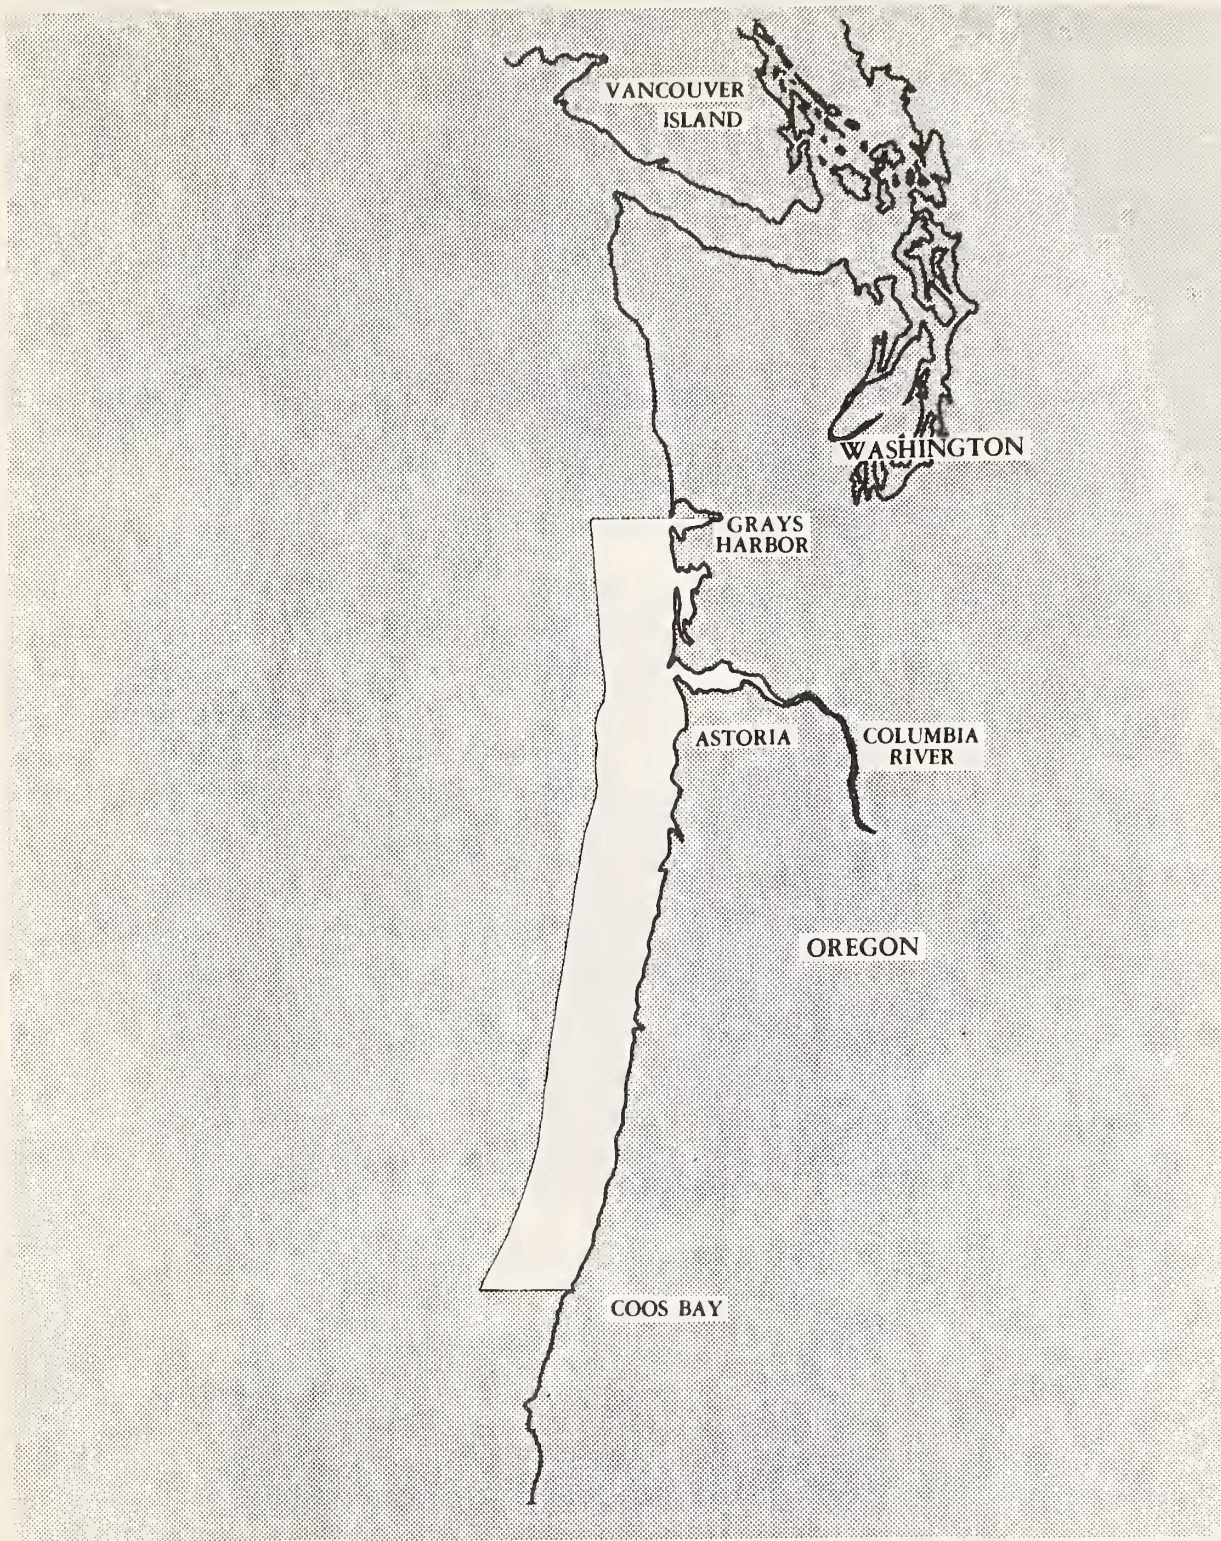 VANCOUVER
ISLAND
WASHINGTON
GRAYS
HARBOR
ASTORIA
COLUMBIA
RIVER
OREGON
COOS BAY